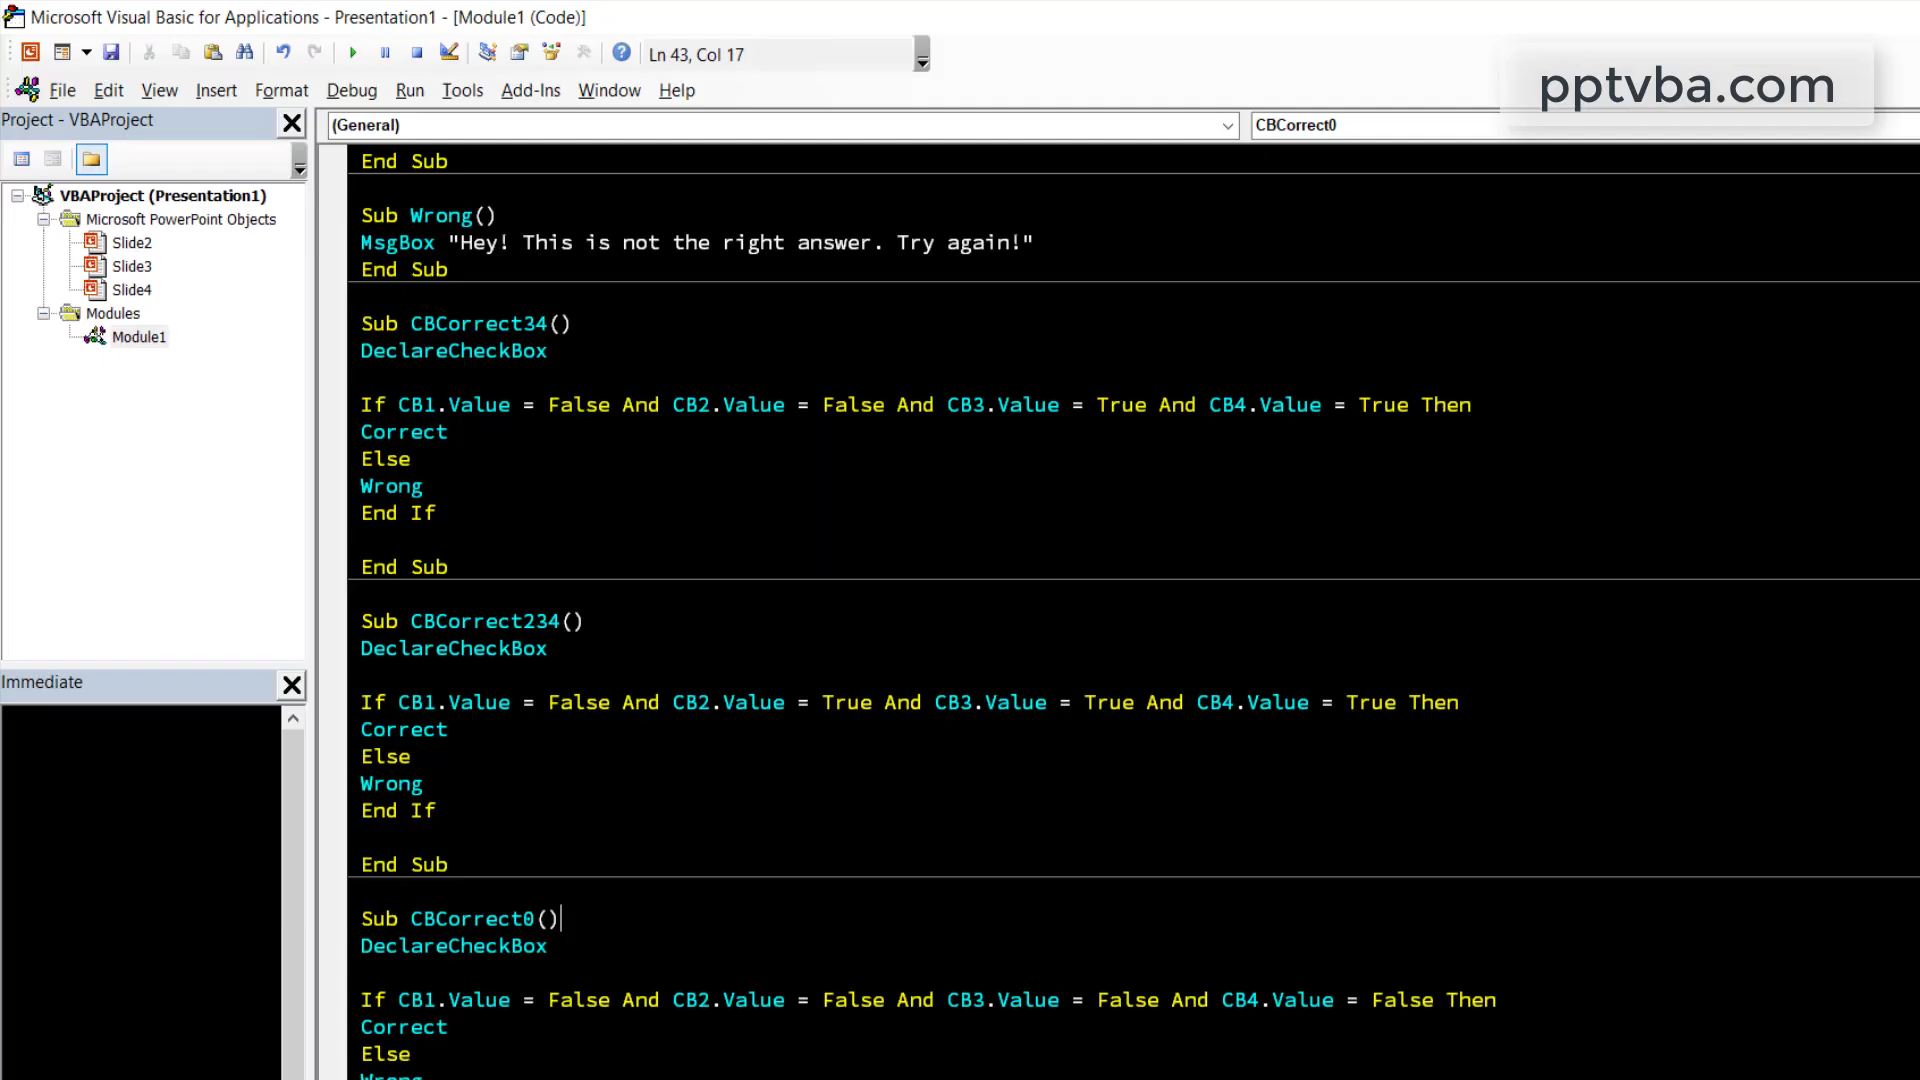 Microsoft Visual Basic for Applications - Presentation1 - [Module1 (Code)]
Ln 43, Col 17
pptvba.com
File Edit View Insert Format Debug Run Tools Add-Ins Window Help
Project - VBAProject
(General)
CBCorrect0
VBAProject (Presentation1)
Microsoft PowerPoint Objects
Slide2
Slide3
Slide4
Modules
Module1
Immediate
End Sub
Sub Wrong()
MsgBox "Hey! This is not the right answer. Try again!"
End Sub
Sub CBCorrect34()
DeclareCheckBox
If CB1.Value = False And CB2.Value = False And CB3.Value = True And CB4.Value = True Then
Correct
Else
Wrong
End If
End Sub
Sub CBCorrect234()
DeclareCheckBox
If CB1.Value = False And CB2.Value = True And CB3.Value = True And CB4.Value = True Then
Correct
Else
Wrong
End If
End Sub
Sub CBCorrect0()
DeclareCheckBox
If CB1.Value = False And CB2.Value = False And CB3.Value = False And CB4.Value = False Then
Correct
Else